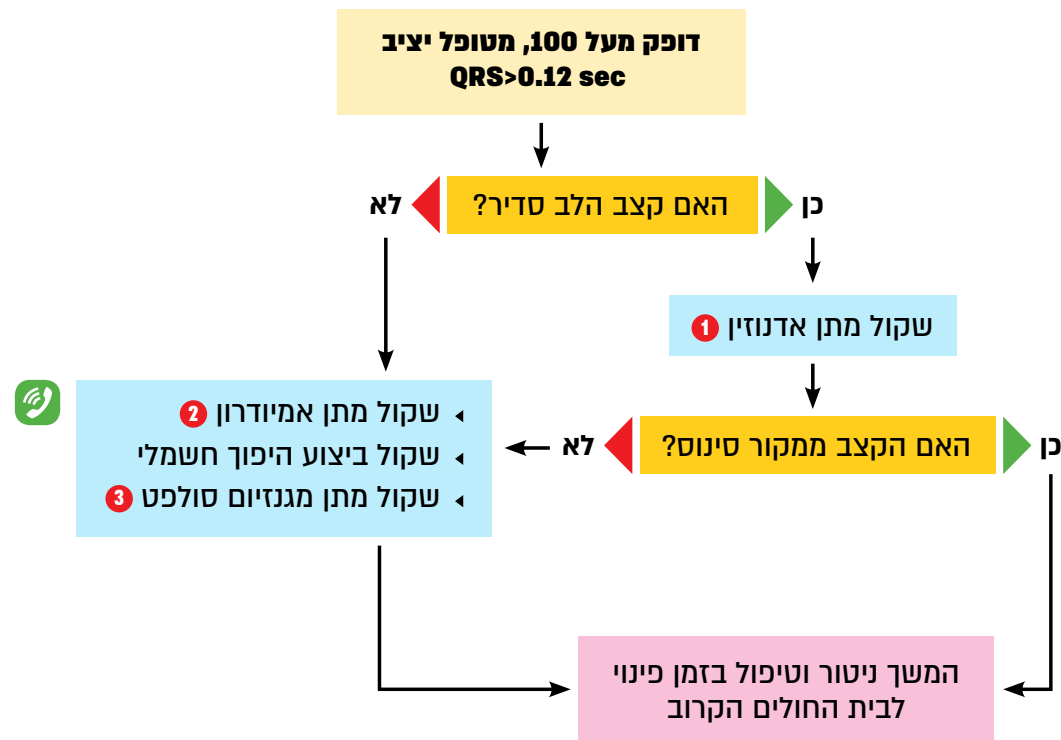 דופק מעל 100, מטופל יציב
QRS>0.12 sec
האם קצב הלב סדיר?
כן
לא
שקול מתן אדנוזין 1
האם הקצב ממקור סינוס?
כן
לא
שקול מתן אמיודרון 2
שקול ביצוע היפוך חשמלי
שקול מתן מגנזיום סולפט 3
המשך ניטור וטיפול בזמן פינוי
לבית החולים הקרוב